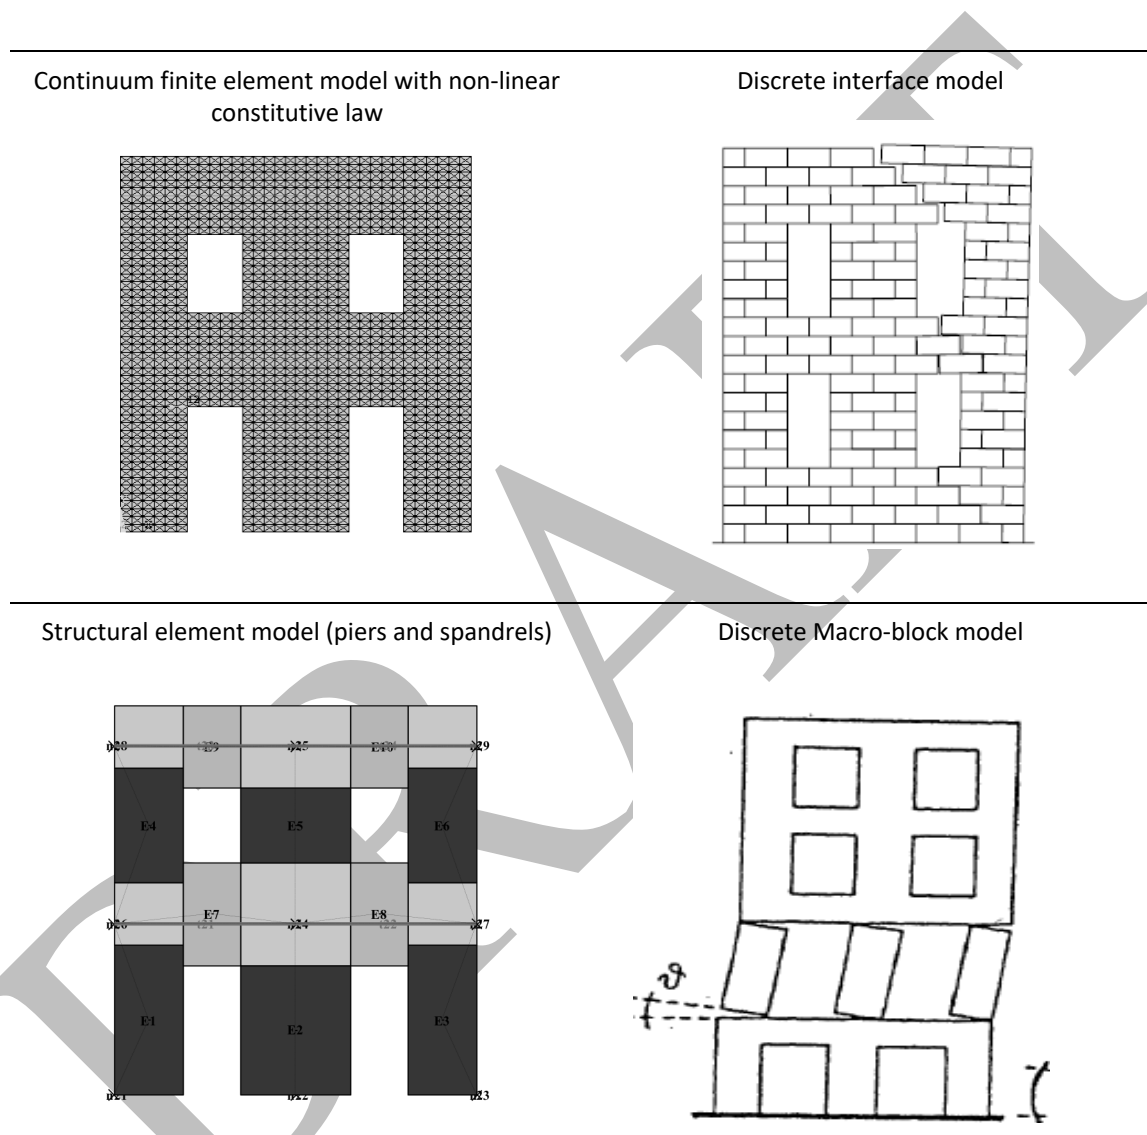 Continuum finite element model with non-linear
constitutive law
Discrete interface model
Structural element model (piers and spandrels)
Discrete Macro-block model
E4
E5
E6
E7
E8
E1
E2
E3
ϑ
DRAFT